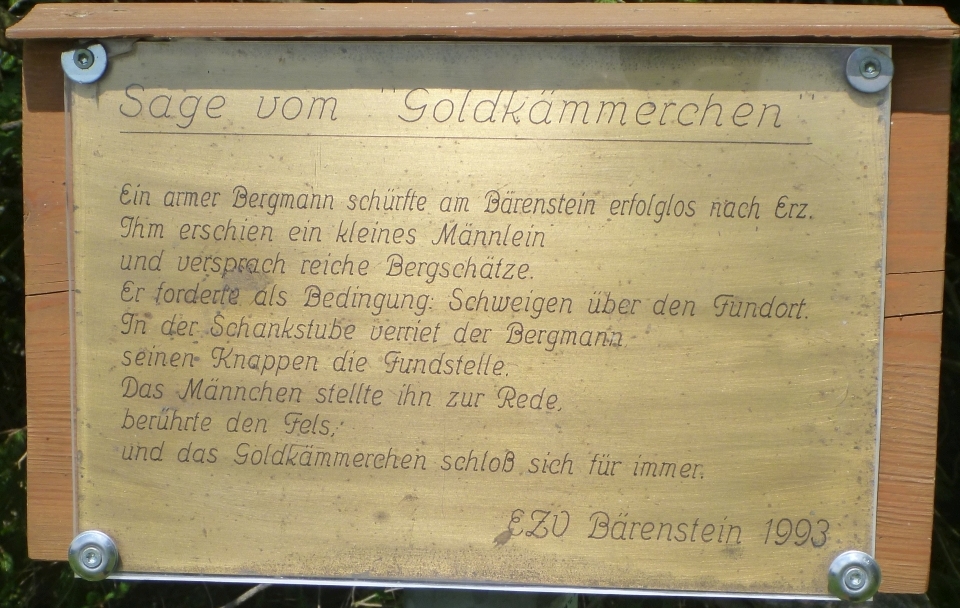 Sage vom "Goldkämmerchen"
Ein armer Bergmann schürfte am Bärenstein erfolglos nach Erz.
Ihm erschien ein kleines Männlein
und versprach reiche Bergschätze.
Er forderte als Bedingung: Schweigen über den Fundort.
In der Schankstube verriet der Bergmann
seinen Knappen die Fundstelle.
Das Männchen stellte ihn zur Rede,
berührte den Fels,
und das Goldkämmerchen schloß sich für immer.
EZV Bärenstein 1993